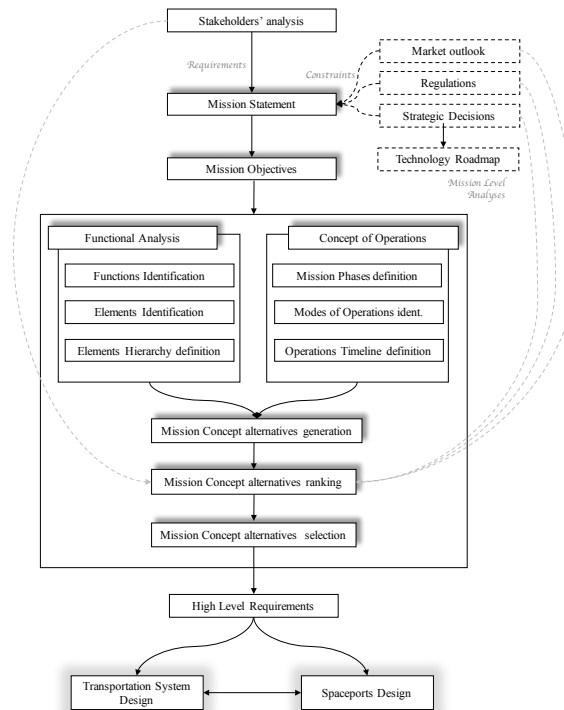 Stakeholders' analysis
Requirements
Constraints
Market outlook
Regulations
Mission Statement
Strategic Decisions
Mission Objectives
Technology Roadmap
Mission Level
Analyses
Functional Analysis
Concept of Operations
Functions Identification
Mission Phases definition
Elements Identification
Modes of Operations ident.
Elements Hierarchy definition
Operations Timeline definition
Mission Concept alternatives generation
Mission Concept alternatives ranking
Mission Concept alternatives selection
High Level Requirements
Transportation System
Design
Spaceports Design